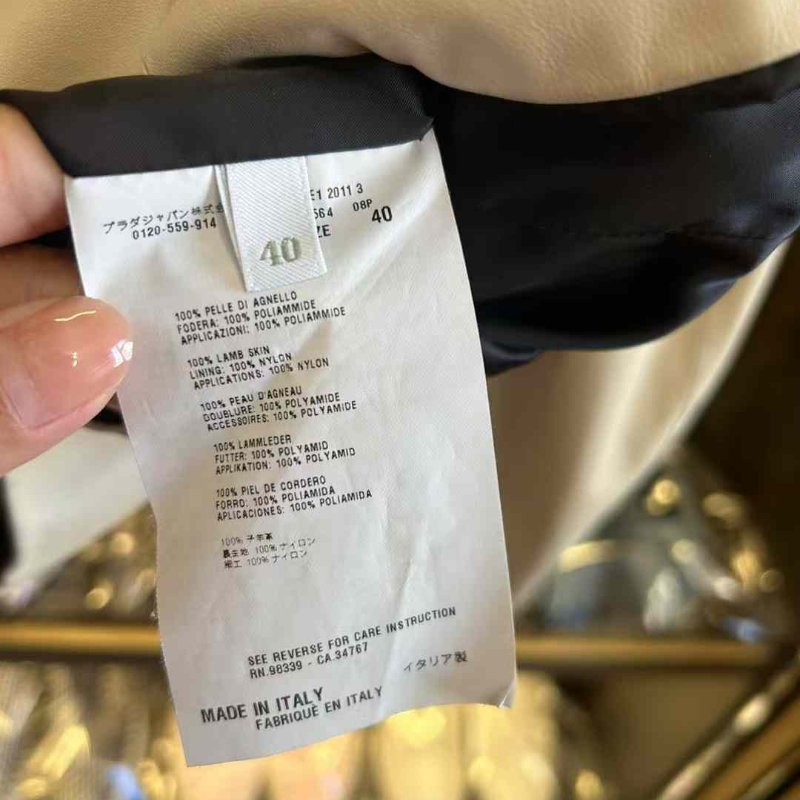 プラダジャパン株式会
0120-559-914
E1 2011 3
564 08P
ZE 40
40
100% PELLE DI AGNELLO
FODERA: 100% POLIAMMIDE
APPLICAZIONI: 100% POLIAMMIDE
100% LAMB SKIN
LINING: 100% NYLON
APPLICATIONS: 100% NYLON
100% PEAU D'AGNEAU
DOUBLURE: 100% POLYAMIDE
ACCESSOIRES: 100% POLYAMIDE
100% LAMMLEDER
FUTTER: 100% POLYAMID
APPLIKATION: 100% POLYAMID
100% PIEL DE CORDERO
FORRO: 100% POLIAMIDA
APLICACIONES: 100% POLIAMIDA
100% 子羊革
裏生地 100% ナイロン
細工 100% ナイロン
SEE REVERSE FOR CARE INSTRUCTION
RN.98339 - CA.34767
イタリア製
MADE IN ITALY
FABRIQUÉ EN ITALY